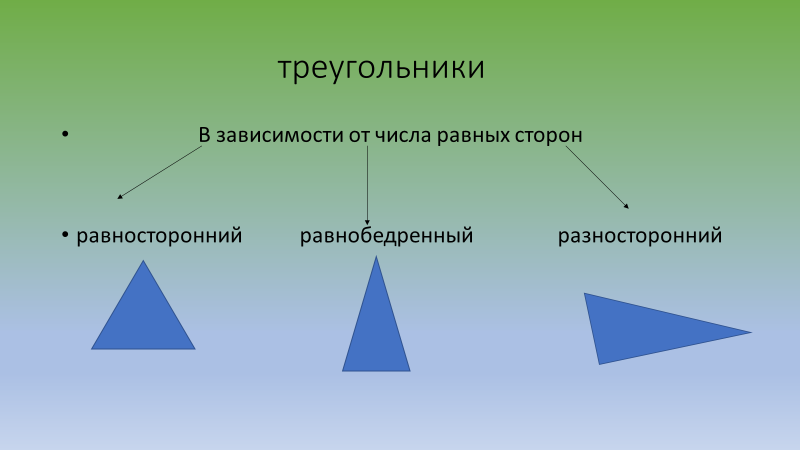 треугольники
• В зависимости от числа равных сторон
• равносторонний равнобедренный разносторонний